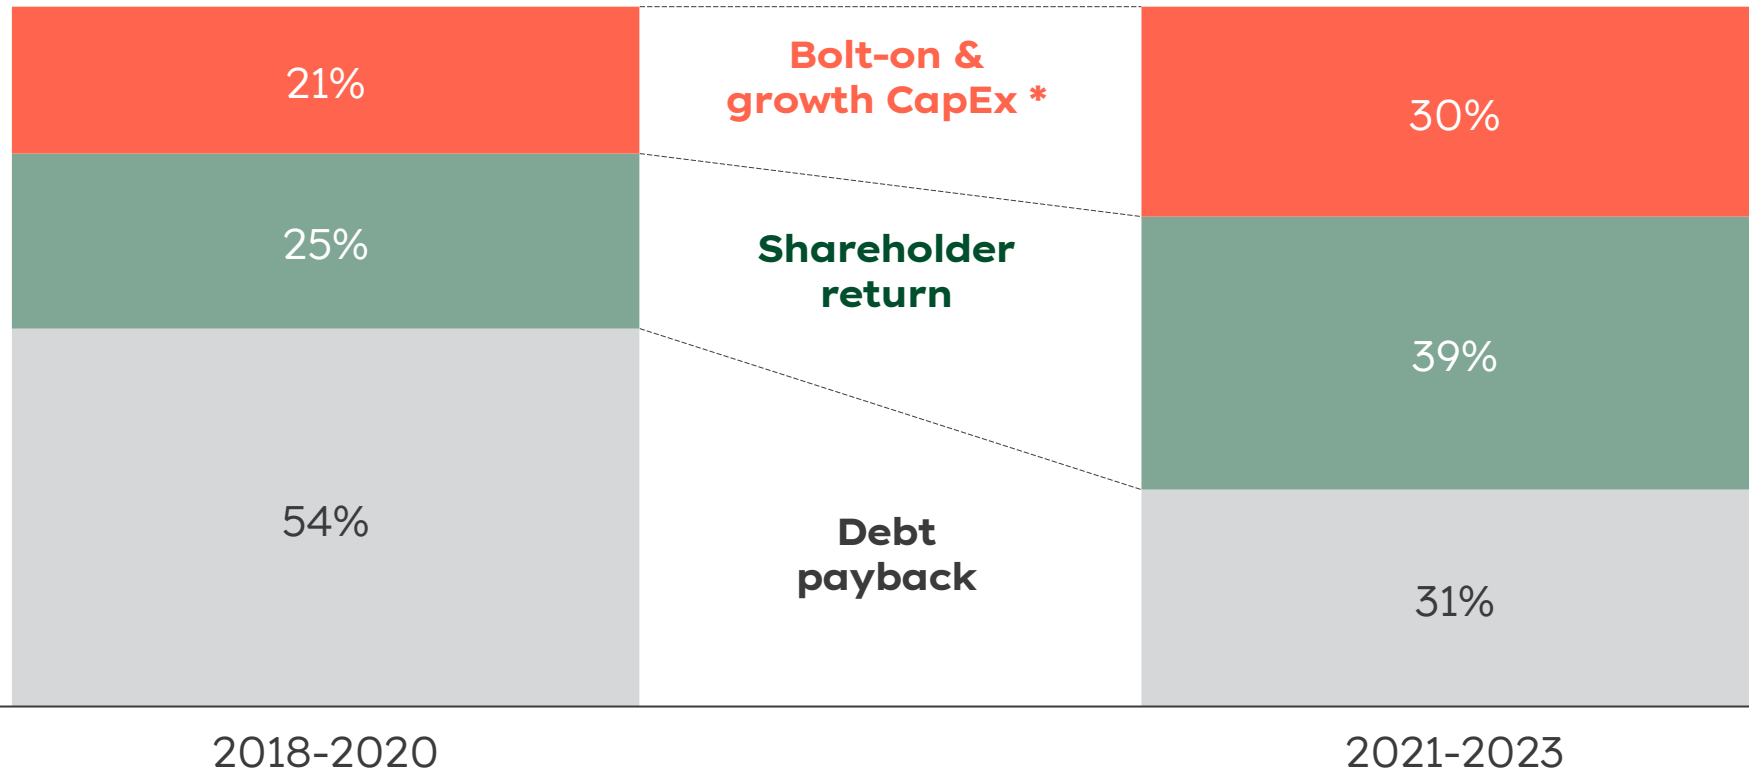 21%
Bolt-on &
growth CapEx *
30%
25%
Shareholder
return
39%
54%
Debt
payback
31%
2018-2020
2021-2023